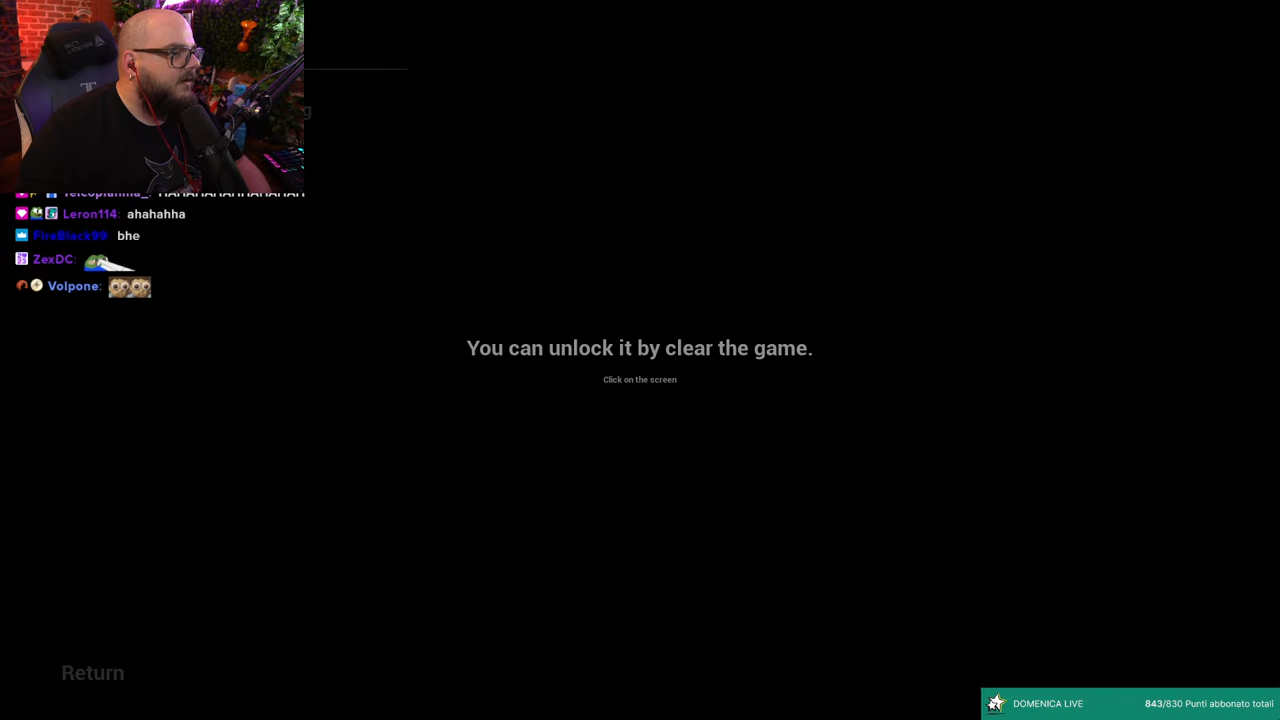 Leron114: ahahahha
FireBlack99 bhe
ZexDC:
Volpone:
You can unlock it by clear the game.
Click on the screen
Return
DOMENICA LIVE 843/830 Punti abbonato totali